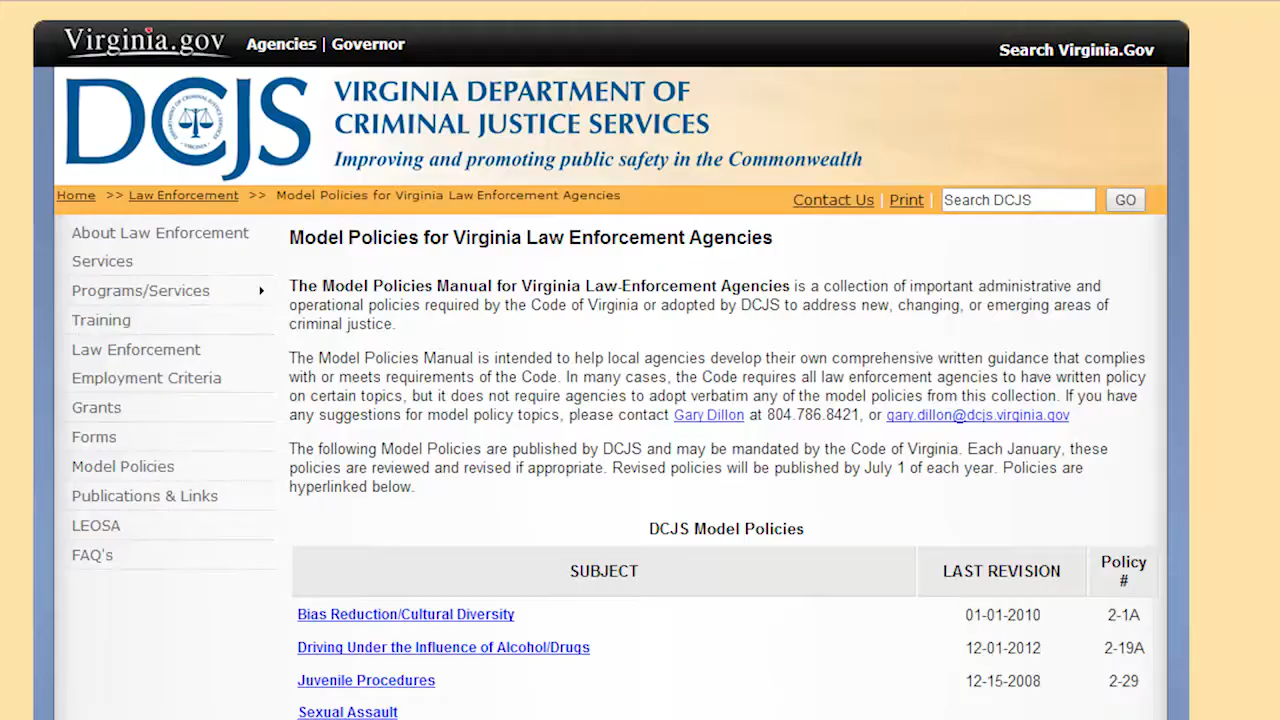 Virginia.gov Agencies | Governor Search Virginia.Gov
DCJS
VIRGINIA DEPARTMENT OF
CRIMINAL JUSTICE SERVICES
Improving and promoting public safety in the Commonwealth
Home >> Law Enforcement >> Model Policies for Virginia Law Enforcement Agencies Contact Us | Print | Search DCJS GO
About Law Enforcement
Services
Programs/Services
Training
Law Enforcement
Employment Criteria
Grants
Forms
Model Policies
Publications & Links
LEOSA
FAQ's
Model Policies for Virginia Law Enforcement Agencies
The Model Policies Manual for Virginia Law-Enforcement Agencies is a collection of important administrative and
operational policies required by the Code of Virginia or adopted by DCJS to address new, changing, or emerging areas of
criminal justice.
The Model Policies Manual is intended to help local agencies develop their own comprehensive written guidance that complies
with or meets requirements of the Code. In many cases, the Code requires all law enforcement agencies to have written policy
on certain topics, but it does not require agencies to adopt verbatim any of the model policies from this collection. If you have
any suggestions for model policy topics, please contact Gary Dillon at 804.786.8421, or gary.dillon@dcjs.virginia.gov
The following Model Policies are published by DCJS and may be mandated by the Code of Virginia. Each January, these
policies are reviewed and revised if appropriate. Revised policies will be published by July 1 of each year. Policies are
hyperlinked below.
DCJS Model Policies
SUBJECT LAST REVISION Policy #
Bias Reduction/Cultural Diversity 01-01-2010 2-1A
Driving Under the Influence of Alcohol/Drugs 12-01-2012 2-19A
Juvenile Procedures 12-15-2008 2-29
Sexual Assault